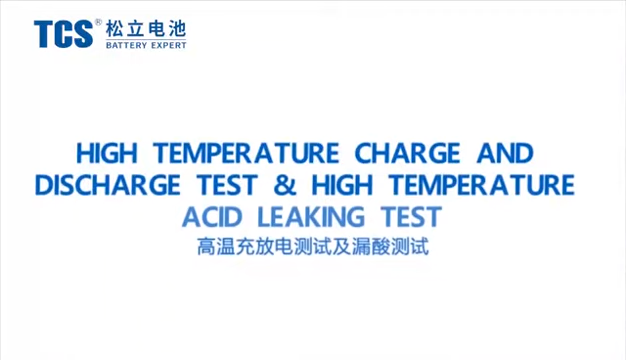 TCS® 松立电池
BATTERY EXPERT
HIGH TEMPERATURE CHARGE AND
DISCHARGE TEST & HIGH TEMPERATURE
ACID LEAKING TEST
高温充放电测试及漏酸测试